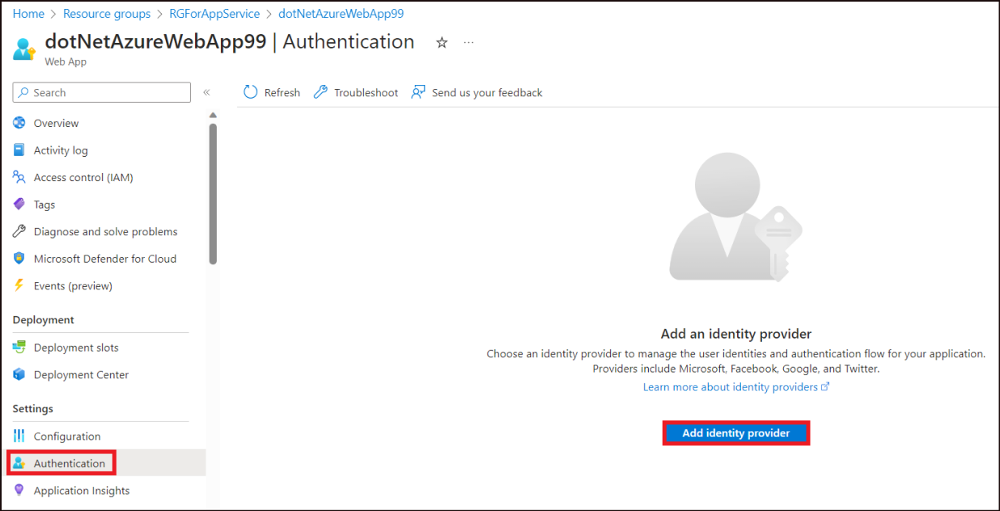 Home > Resource groups > RGForAppService > dotNetAzureWebApp99
dotNetAzureWebApp99 | Authentication
Web App
Search
Refresh Troubleshoot Send us your feedback
Overview
Activity log
Access control (IAM)
Tags
Diagnose and solve problems
Microsoft Defender for Cloud
Events (preview)
Deployment
Deployment slots
Deployment Center
Settings
Configuration
Authentication
Application Insights
Add an identity provider
Choose an identity provider to manage the user identities and authentication flow for your application.
Providers include Microsoft, Facebook, Google, and Twitter.
Learn more about identity providers
Add identity provider